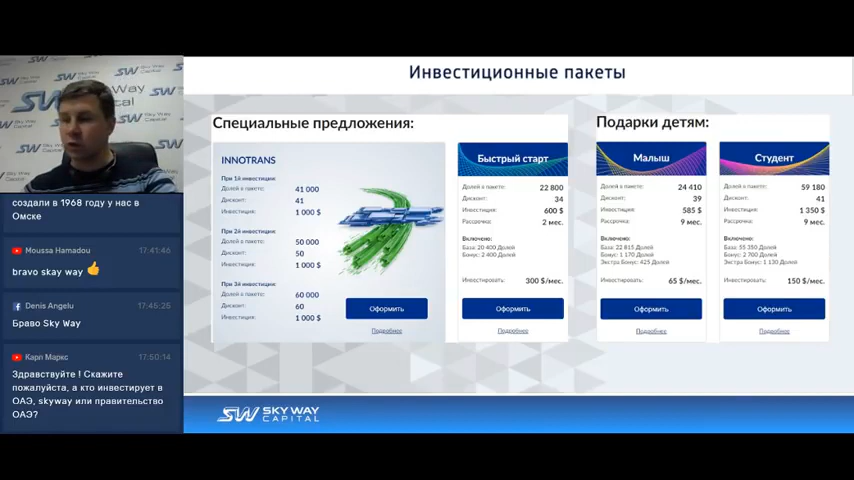 SW
Way
Capital
SW
SKY WAY
CAPITAL
создали в 1968 году у нас в
Омске
Moussa Hamadou 17:41:46
bravo skay way 👍
Denis Angelu 17:45:25
Браво Sky Way
Карл Маркс 17:50:14
Здравствуйте ! Скажите
пожалуйста, а кто инвестирует в
ОАЭ, skyway или правительство
ОАЭ?
Инвестиционные пакеты
Специальные предложения:
INNOTRANS
При 1й инвестиции:
Долей в пакете: 41 000
Дисконт: 41
Инвестиция: 1 000 $
При 2й инвестиции:
Долей в пакете: 50 000
Дисконт: 50
Инвестиция: 1 000 $
При 3й инвестиции:
Долей в пакете: 60 000
Дисконт: 60
Инвестиция: 1 000 $
Оформить
Подробнее
Быстрый старт
Долей в пакете: 22 800
Дисконт: 34
Инвестиция: 600 $
Рассрочка: 2 мес.
Включено:
База: 20 400 Долей
Бонус: 2 400 Долей
Инвестировать: 300 $/мес.
Оформить
Подробнее
Подарки детям:
Малыш
Долей в пакете: 24 410
Дисконт: 39
Инвестиция: 585 $
Рассрочка: 9 мес.
Включено:
База: 22 815 Долей
Бонус: 1 170 Долей
Экстра Бонус: 425 Долей
Инвестировать: 65 $/мес.
Оформить
Подробнее
Студент
Долей в пакете: 59 180
Дисконт: 41
Инвестиция: 1 350 $
Рассрочка: 9 мес.
Включено:
База: 55 350 Долей
Бонус: 2 700 Долей
Экстра Бонус: 1 130 Долей
Инвестировать: 150 $/мес.
Оформить
Подробнее
SW SKY WAY
CAPITAL